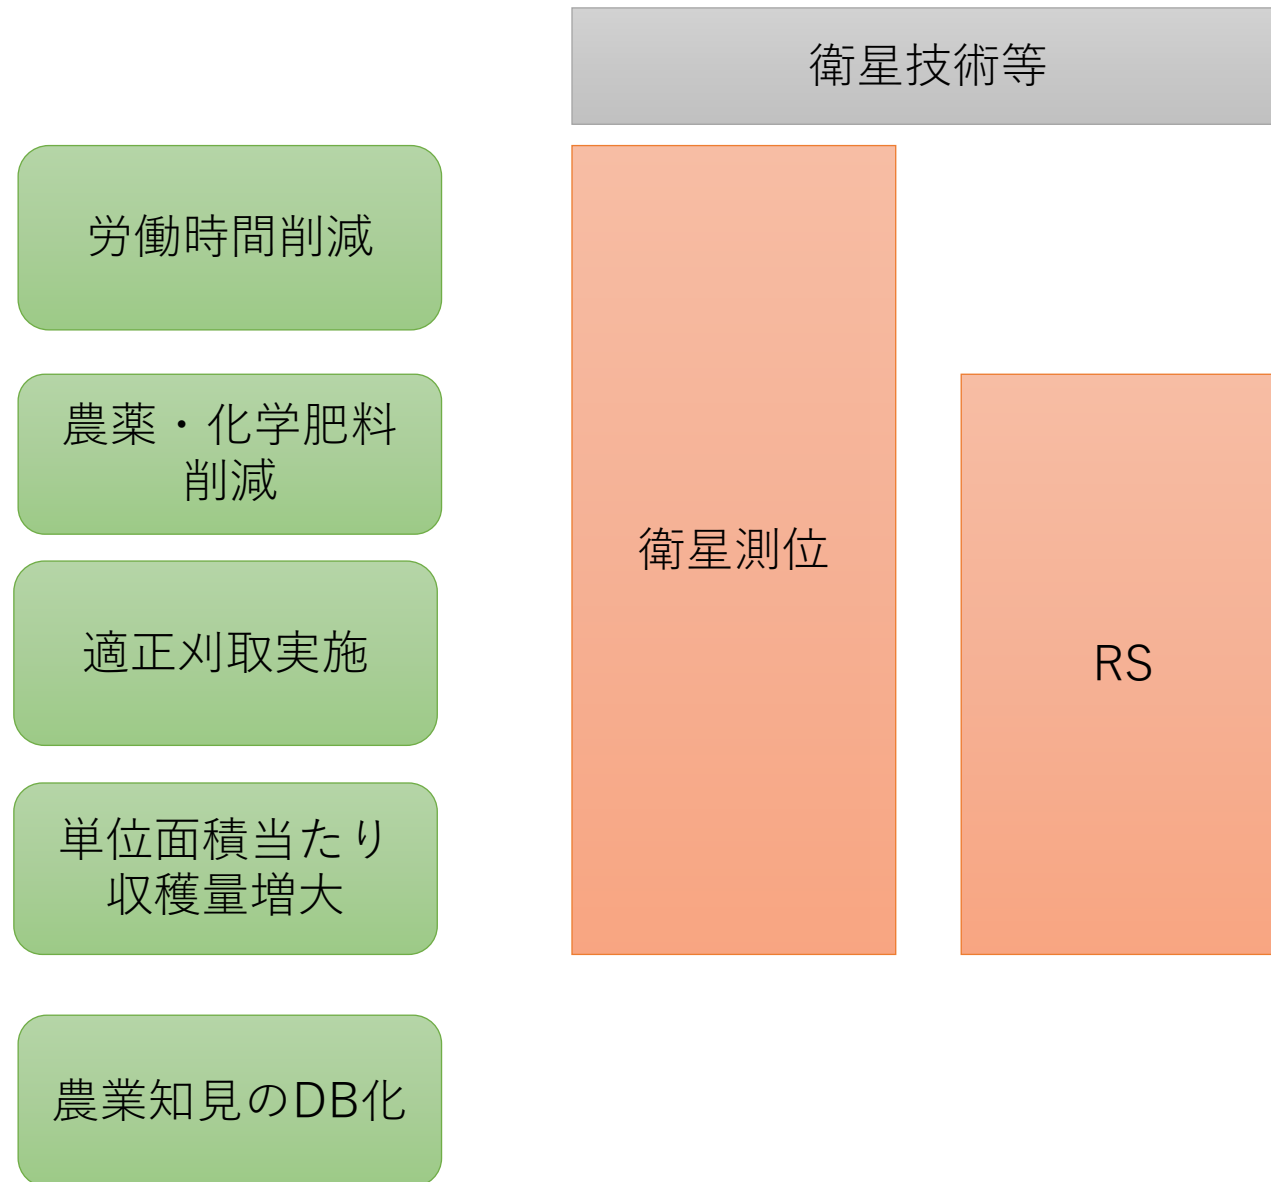 衛星技術等
労働時間削減
農薬・化学肥料
削減
適正刈取実施
単位面積当たり
収穫量増大
農業知見のDB化
衛星測位
RS